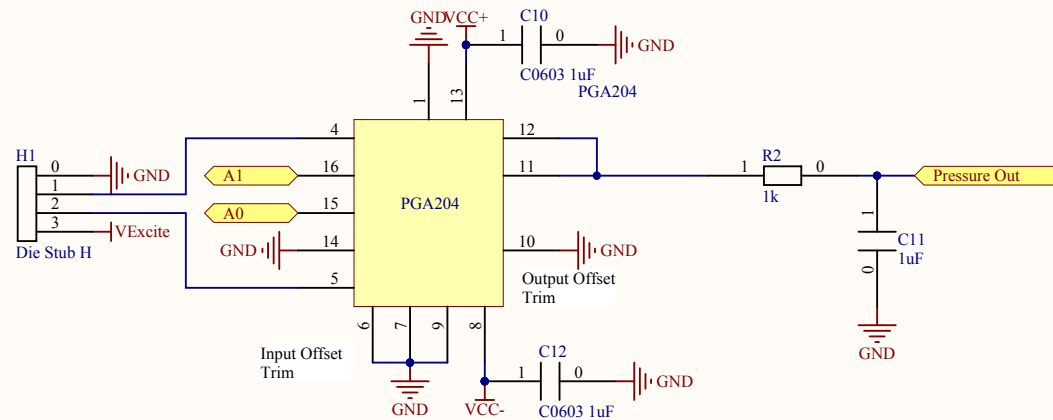 GND
VCC+
C10
1
0
GND
C0603 1uF
PGA204
1
13
H1
0
GND
1
2
3
VExcite
Die Stub H
4
16
A1
15
A0
GND
14
5
PGA204
12
11
10
GND
Output Offset
Trim
1
R2
0
1k
Pressure Out
1
C11
1uF
0
GND
6
7
9
8
Input Offset
Trim
GND
VCC-
C12
1
0
GND
C0603 1uF